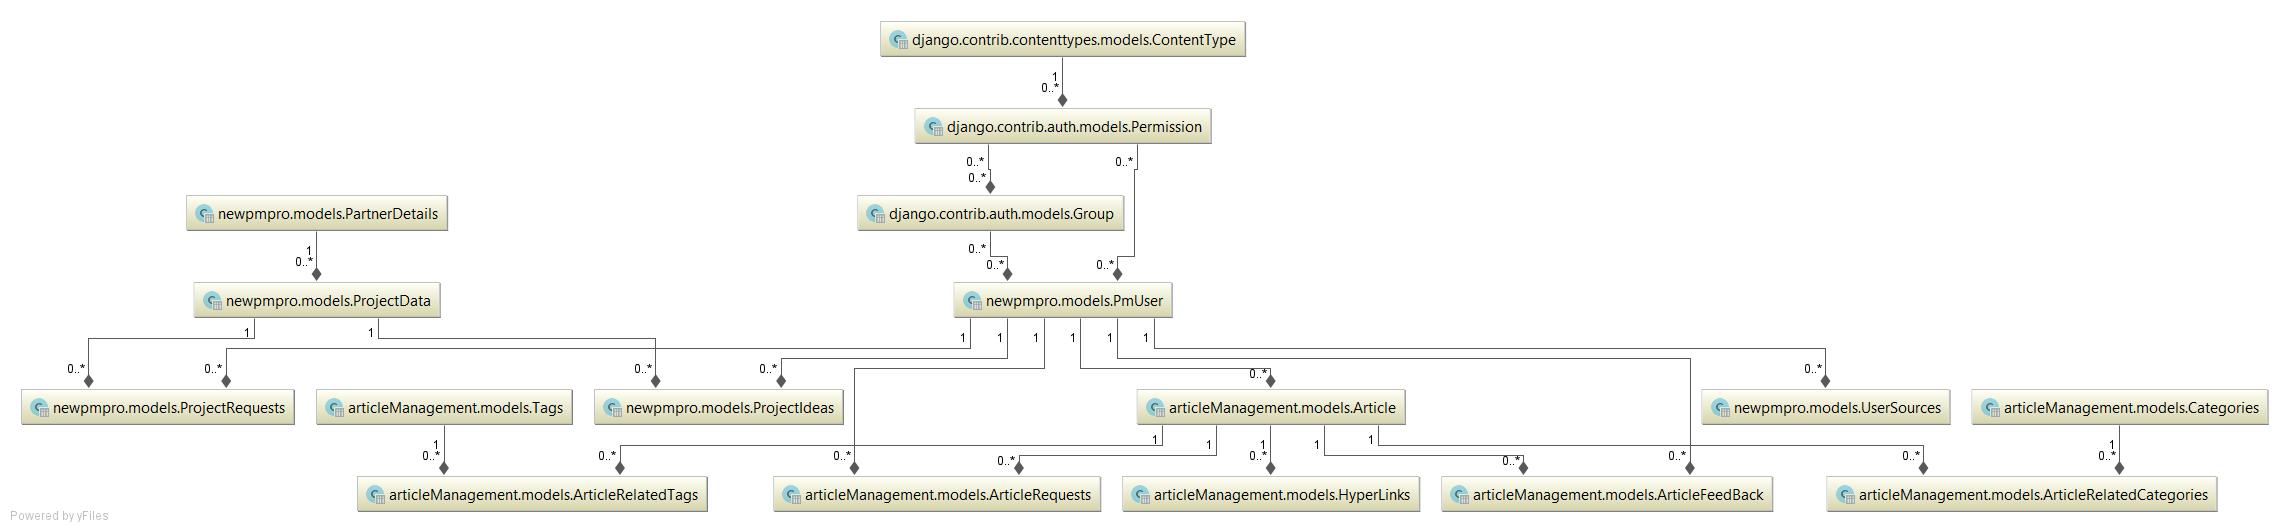 django.contrib.contenttypes.models.ContentType
1
0..*
django.contrib.auth.models.Permission
0..*
0..*
0..*
newpmpro.models.PartnerDetails
django.contrib.auth.models.Group
1
0..*
0..*
0..*
0..*
newpmpro.models.ProjectData
newpmpro.models.PmUser
1
1
1
1
1
1
1
1
0..*
0..*
0..*
0..*
0..*
0..*
newpmpro.models.ProjectRequests
articleManagement.models.Tags
newpmpro.models.ProjectIdeas
articleManagement.models.Article
newpmpro.models.UserSources
articleManagement.models.Categories
1
1
1
1
1
1
1
0..*
0..*
0..*
0..*
0..*
0..*
0..*
0..*
0..*
articleManagement.models.ArticleRelatedTags
articleManagement.models.ArticleRequests
articleManagement.models.HyperLinks
articleManagement.models.ArticleFeedBack
articleManagement.models.ArticleRelatedCategories
Powered by yFiles